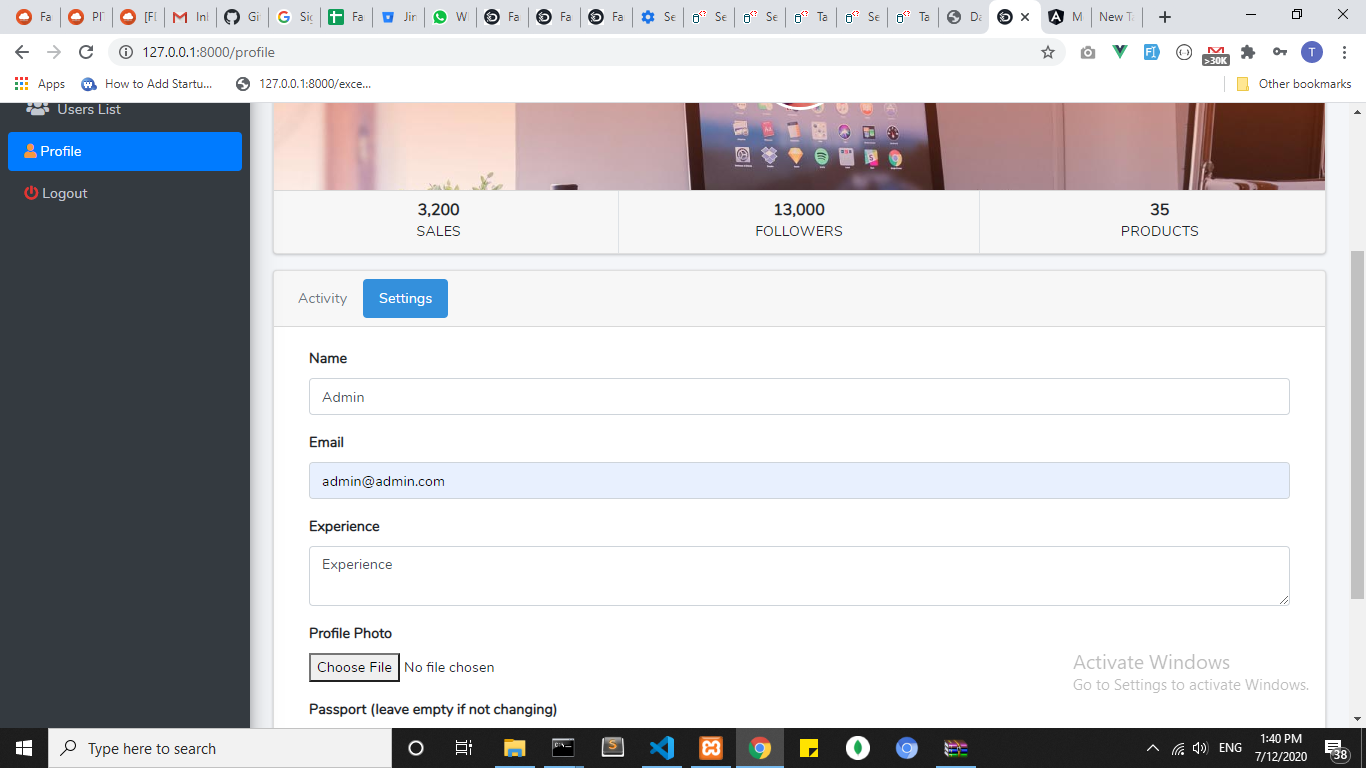 Fa
Pl
[Fl
Inl
Gi
Sig
Fa
Jir
W
Fa
Fa
Fa
Se
Se
Se
Ta
Se
Ta
Da
M
New T
127.0.0.1:8000/profile
>30K
T
Apps
How to Add Startu...
127.0.0.1:8000/exce...
Other bookmarks
Users List
Profile
Logout
3,200
SALES
13,000
FOLLOWERS
35
PRODUCTS
Activity
Settings
Name
Admin
Email
admin@admin.com
Experience
Experience
Profile Photo
Choose File No file chosen
Passport (leave empty if not changing)
Activate Windows
Go to Settings to activate Windows.
Type here to search
ENG
1:40 PM
7/12/2020
38